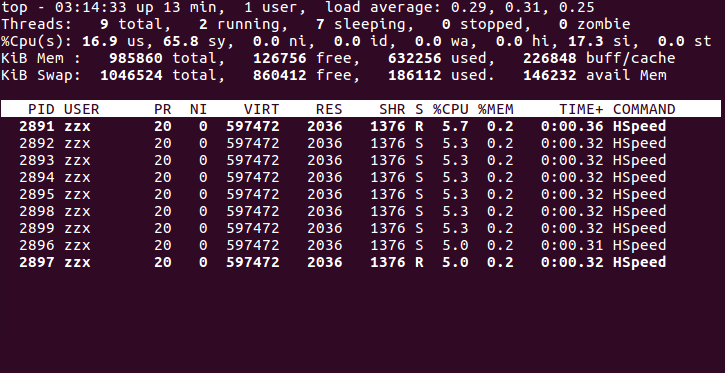 top - 03:14:33 up 13 min,  1 user,  load average: 0.29, 0.31, 0.25
Threads:   9 total,   2 running,   7 sleeping,   0 stopped,   0 zombie
%Cpu(s): 16.9 us, 65.8 sy,  0.0 ni,  0.0 id,  0.0 wa,  0.0 hi, 17.3 si,  0.0 st
KiB Mem :   985860 total,   126756 free,   632256 used,   226848 buff/cache
KiB Swap:  1046524 total,   860412 free,   186112 used.   146232 avail Mem
PID USER      PR  NI    VIRT    RES    SHR S %CPU %MEM     TIME+ COMMAND
2891 zzx       20   0  597472   2036   1376 R  5.7  0.2   0:00.36 HSpeed
2892 zzx       20   0  597472   2036   1376 S  5.3  0.2   0:00.32 HSpeed
2893 zzx       20   0  597472   2036   1376 S  5.3  0.2   0:00.32 HSpeed
2894 zzx       20   0  597472   2036   1376 S  5.3  0.2   0:00.32 HSpeed
2895 zzx       20   0  597472   2036   1376 S  5.3  0.2   0:00.32 HSpeed
2898 zzx       20   0  597472   2036   1376 S  5.3  0.2   0:00.32 HSpeed
2899 zzx       20   0  597472   2036   1376 S  5.3  0.2   0:00.32 HSpeed
2896 zzx       20   0  597472   2036   1376 S  5.0  0.2   0:00.31 HSpeed
2897 zzx       20   0  597472   2036   1376 R  5.0  0.2   0:00.32 HSpeed